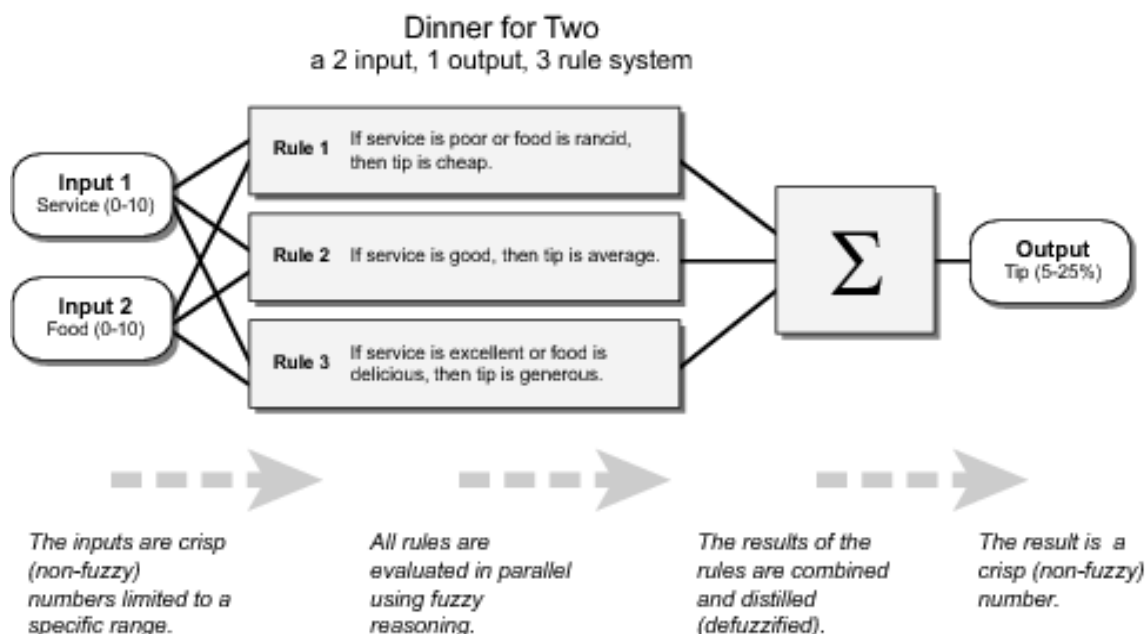 Dinner for Two
a 2 input, 1 output, 3 rule system
Input 1
Service (0-10)
Input 2
Food (0-10)
Rule 1
If service is poor or food is rancid,
then tip is cheap.
Rule 2
If service is good, then tip is average.
Rule 3
If service is excellent or food is
delicious, then tip is generous.
Σ
Output
Tip (5-25%)
The inputs are crisp
(non-fuzzy)
numbers limited to a
specific range.
All rules are
evaluated in parallel
using fuzzy
reasoning.
The results of the
rules are combined
and distilled
(defuzzified).
The result is a
crisp (non-fuzzy)
number.